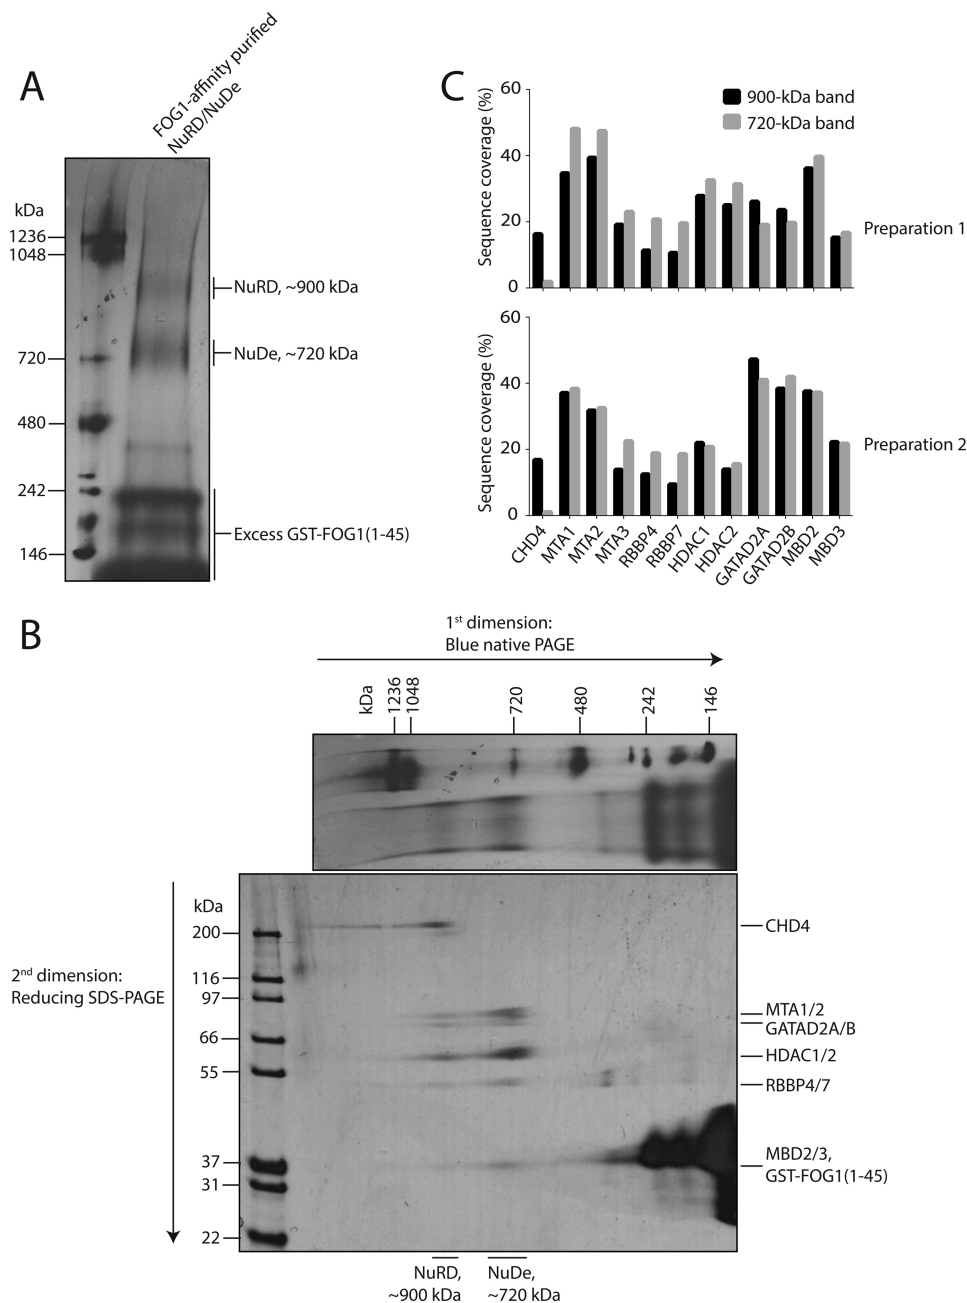 A
FOG1-affinity purified
NuRD/NuDe
kDa
1236
1048
720
480
242
146
NuRD, ~900 kDa
NuDe, ~720 kDa
Excess GST-FOG1(1-45)
C
Sequence coverage (%)
60
40
20
0
900-kDa band
720-kDa band
Preparation 1
Sequence coverage (%)
60
40
20
0
Preparation 2
CHD4
MTA1
MTA2
MTA3
RBBP4
RBBP7
HDAC1
HDAC2
GATAD2A
GATAD2B
MBD2
MBD3
B
1st dimension:
Blue native PAGE
kDa
1236
1048
720
480
242
146
2nd dimension:
Reducing SDS-PAGE
kDa
200
116
97
66
55
37
31
22
CHD4
MTA1/2
GATAD2A/B
HDAC1/2
RBBP4/7
MBD2/3,
GST-FOG1(1-45)
NuRD,
~900 kDa
NuDe,
~720 kDa